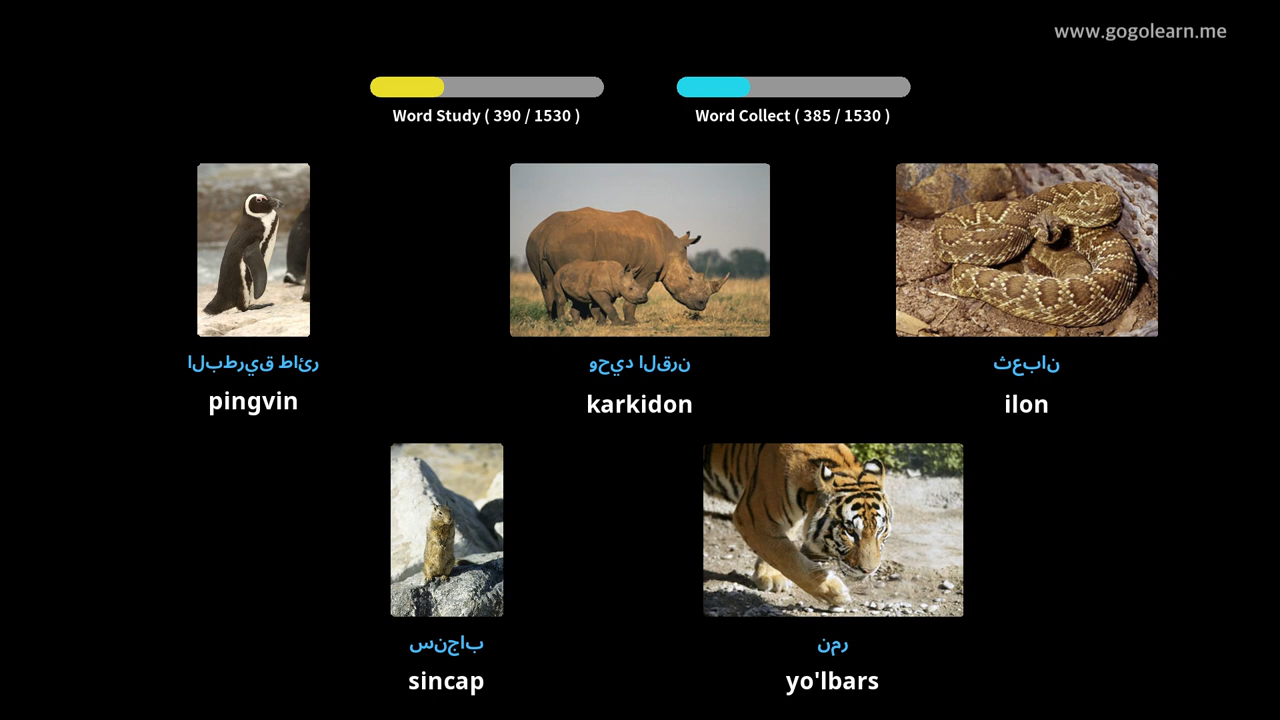 www.gogolearn.me
Word Study ( 390 / 1530 )
Word Collect ( 385 / 1530 )
البطريق طائر
وحيد القرن
ثعبان
pingvin
karkidon
ilon
سنجاب
نمر
sincap
yo'lbars